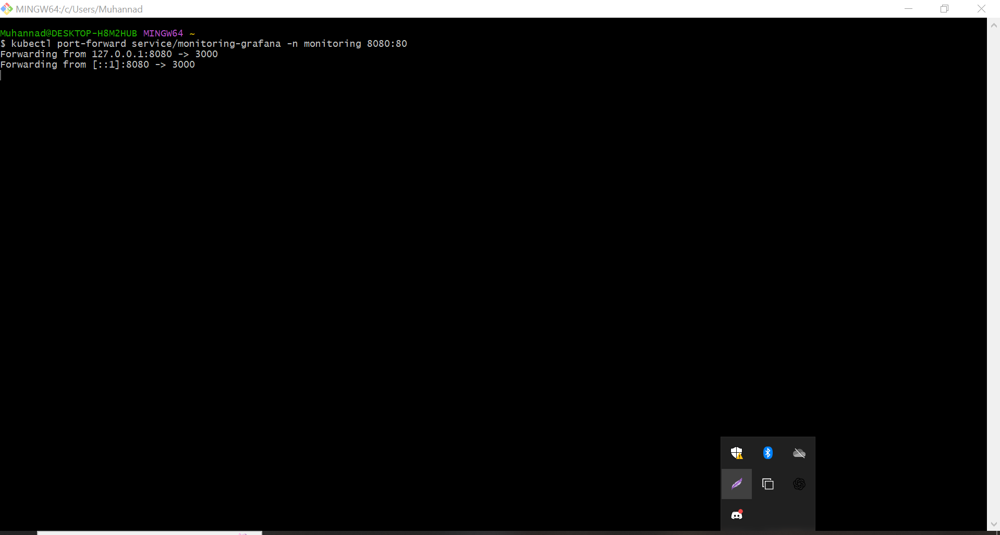 MINGW64:/c/Users/Muhannad
Muhannad@DESKTOP-H8M2HUB MINGW64 ~
$ kubectl port-forward service/monitoring-grafana -n monitoring 8080:80
Forwarding from 127.0.0.1:8080 -> 3000
Forwarding from [::1]:8080 -> 3000